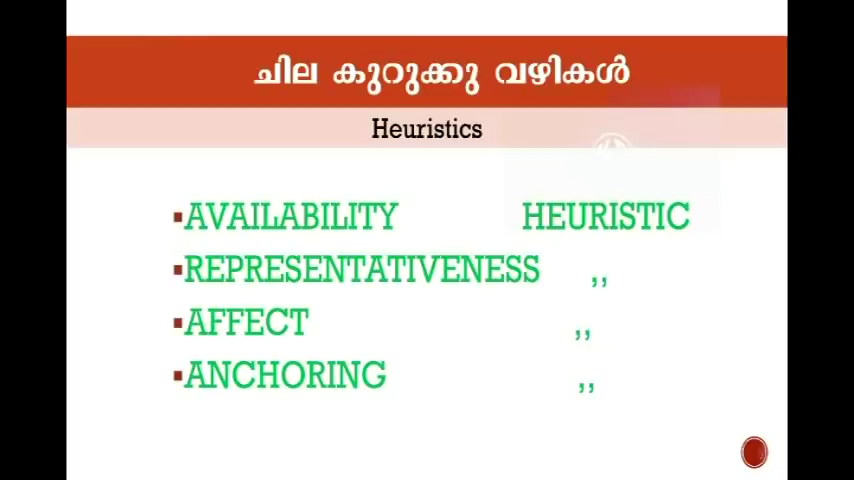 ചില കുറുക്കു വഴികൾ
Heuristics
▪AVAILABILITY HEURISTIC
▪REPRESENTATIVENESS ,,
▪AFFECT ,,
▪ANCHORING ,,